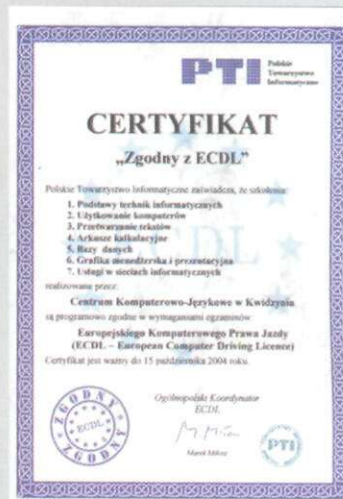 PTI
Polskie
Towarzystwo
Informatyczne
CERTYFIKAT
„Zgodny z ECDL”
Polskie Towarzystwo Informatyczne zaświadcza, że szkolenia:
1. Podstawy technik informatycznych
2. Użytkowanie komputerów
3. Przetwarzanie tekstów
4. Arkusze kalkulacyjne
5. Bazy danych
6. Grafika menedżerska i prezentacyjna
7. Usługi w sieciach informatycznych
realizowane przez:
Centrum Komputerowo-Językowe w Kwidzynie
są programowo zgodne w wymaganiami egzaminów
Europejskiego Komputerowego Prawa Jazdy
(ECDL – European Computer Driving Licence)
Certyfikat jest ważny do 15 października 2004 roku.
Ogólnopolski Koordynator
ECDL
Marek Miłosz
ZGODNY
ECDL
ZGODNY
PTI